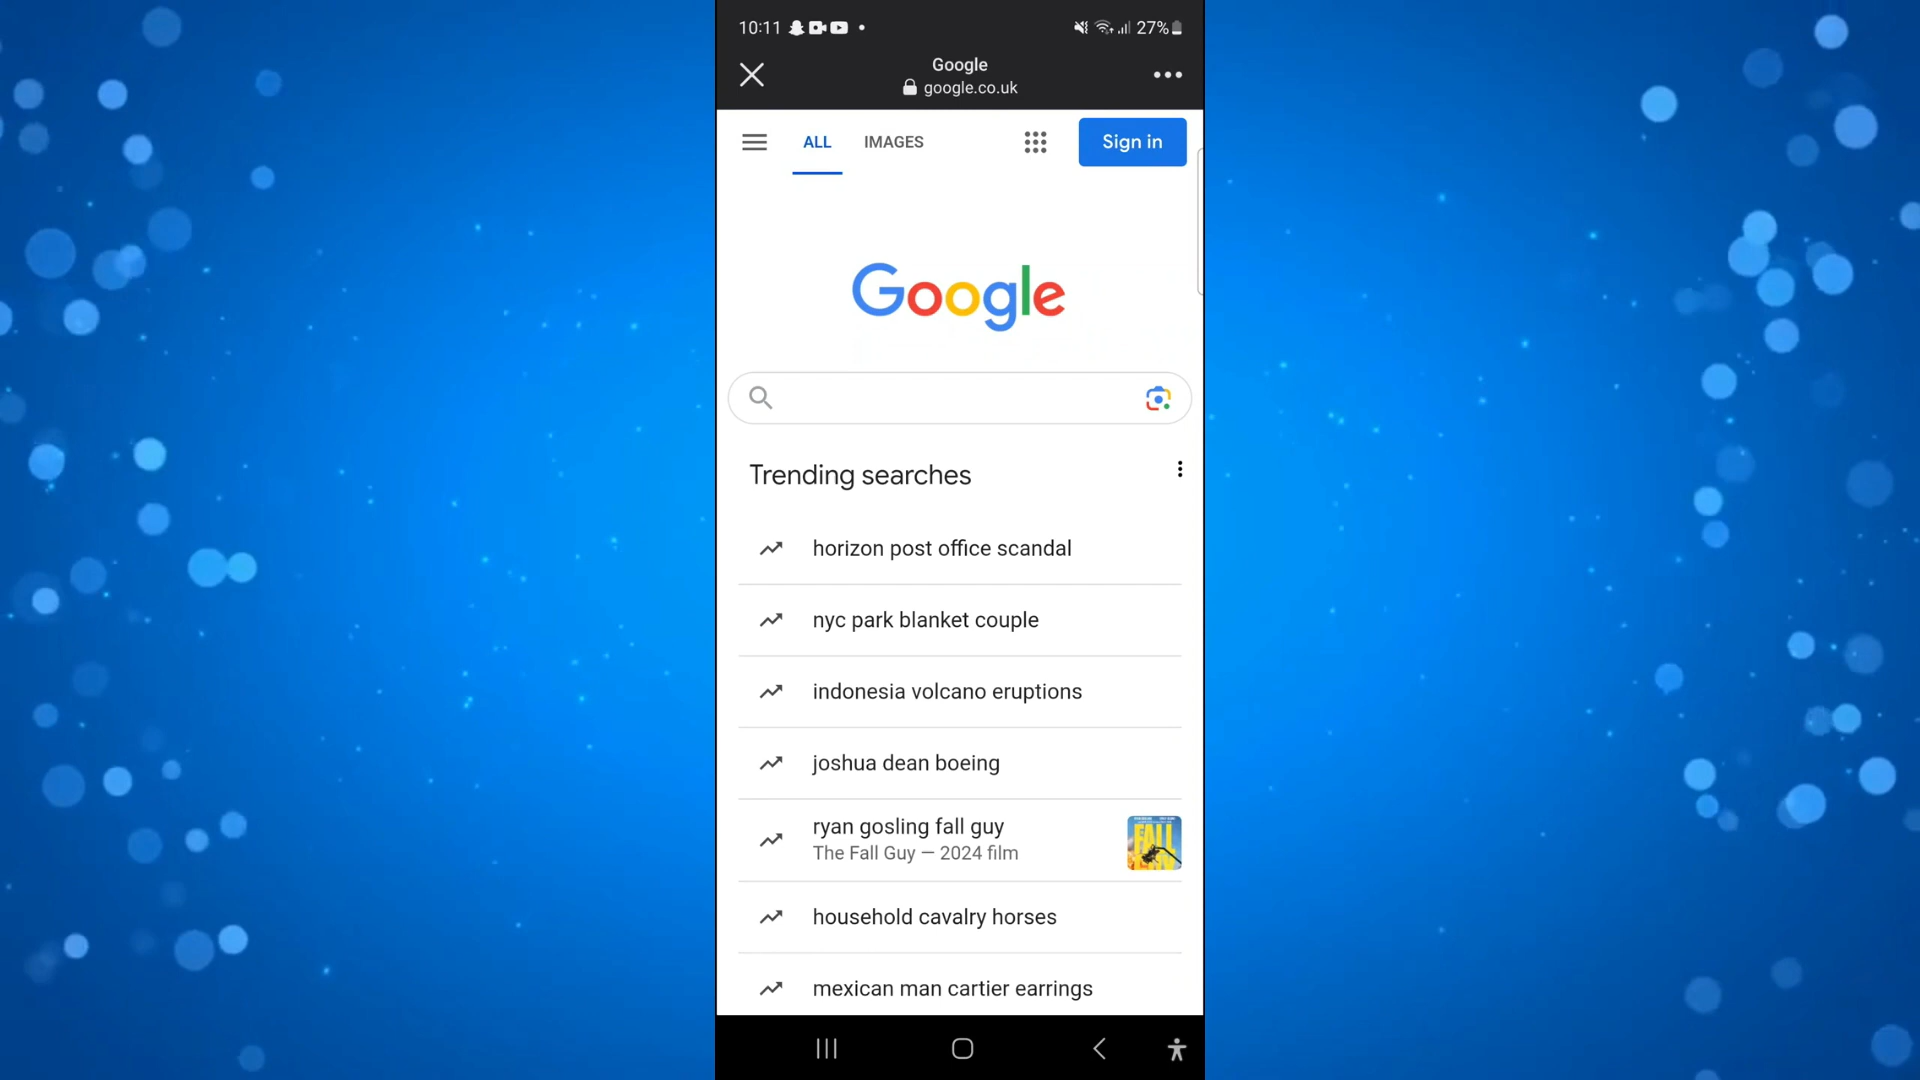 10:11
27%
Google
google.co.uk
ALL IMAGES Sign in
Google
Trending searches
horizon post office scandal
nyc park blanket couple
indonesia volcano eruptions
joshua dean boeing
ryan gosling fall guy
The Fall Guy — 2024 film
FALL
household cavalry horses
mexican man cartier earrings